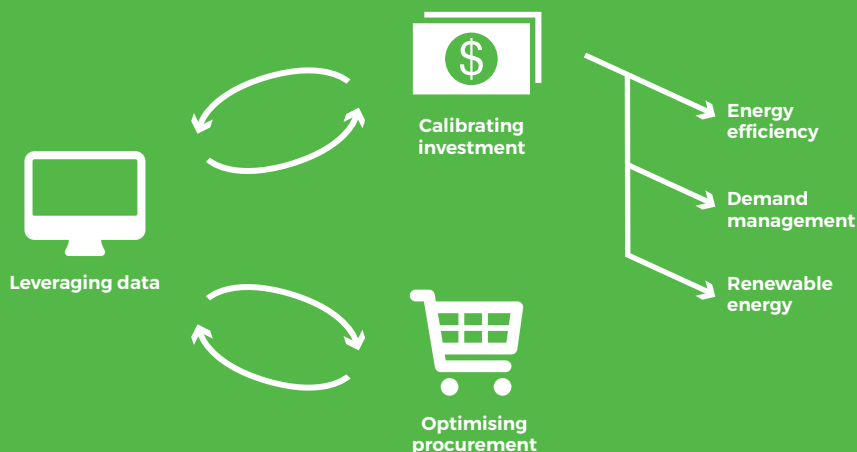 $
Calibrating
investment
Energy
efficiency
Demand
management
Renewable
energy
Leveraging data
Optimising
procurement